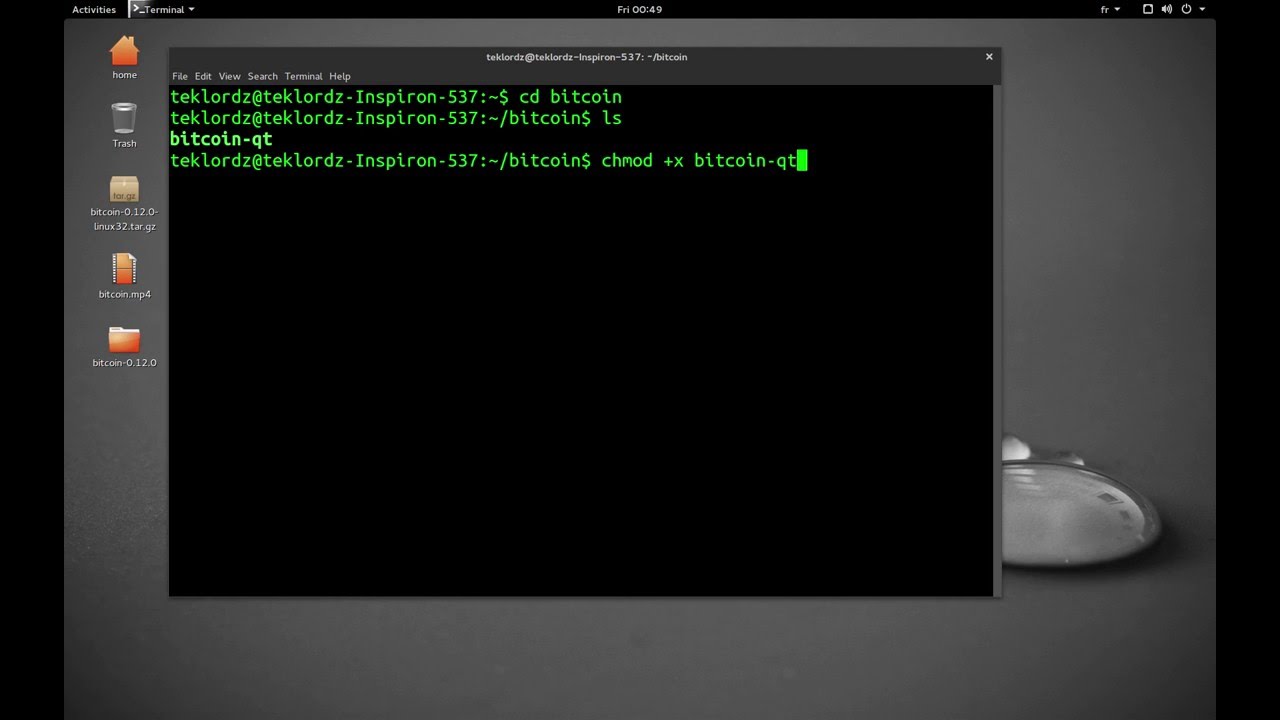 Activities
Terminal
Fri 00:49
fr
home
Trash
tar.gz
bitcoin-0.12.0-
linux32.tar.gz
bitcoin.mp4
bitcoin-0.12.0
teklordz@teklordz-Inspiron-537: ~/bitcoin
File Edit View Search Terminal Help
teklordz@teklordz-Inspiron-537:~$ cd bitcoin
teklordz@teklordz-Inspiron-537:~/bitcoin$ ls
bitcoin-qt
teklordz@teklordz-Inspiron-537:~/bitcoin$ chmod +x bitcoin-qt